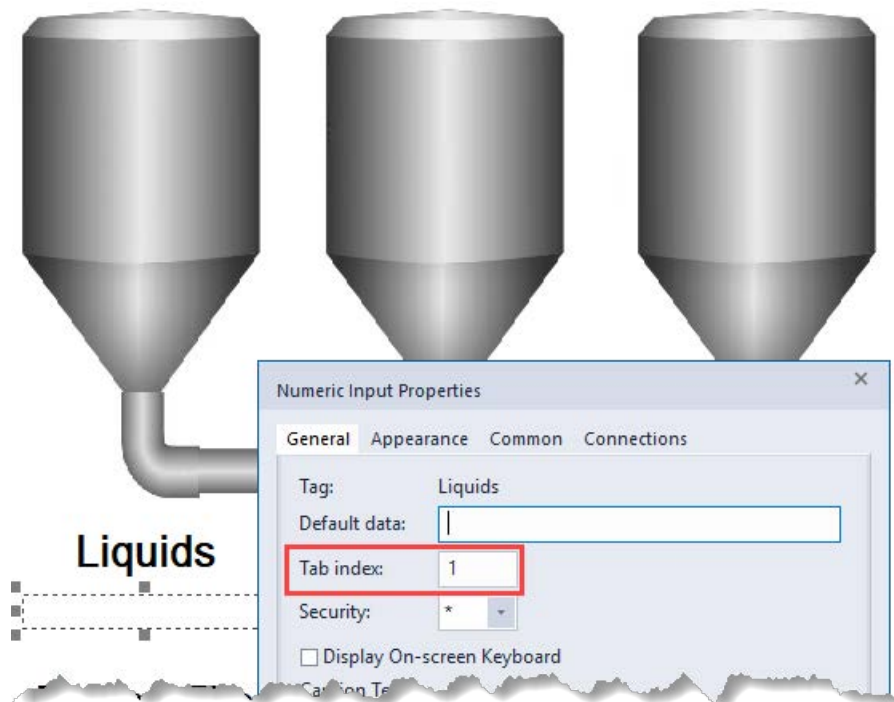 Numeric Input Properties
General Appearance Common Connections
Tag: Liquids
Default data:
Tab index: 1
Security: *
Display On-screen Keyboard
Liquids